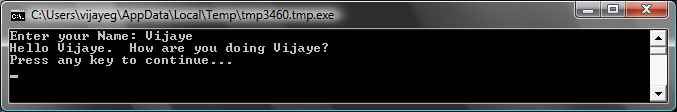 C:\Users\vijayeg\AppData\Local\Temp\tmp3460.tmp.exe
Enter your Name: Vijaye
Hello Vijaye.  How are you doing Vijaye?
Press any key to continue...